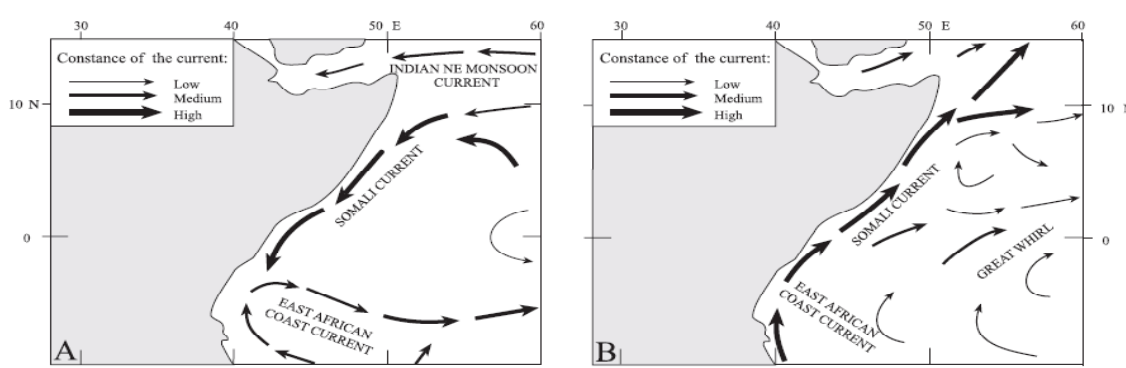 30 40 50 E 60
Constance of the current:
Low
Medium
High
INDIAN NE MONSOON
CURRENT
10 N
SOMALI CURRENT
0
EAST AFRICAN
COAST CURRENT
A
30 40 50 E 60
Constance of the current:
Low
Medium
High
10
SOMALI CURRENT
0
GREAT WHIRL
EAST AFRICAN
COAST CURRENT
B